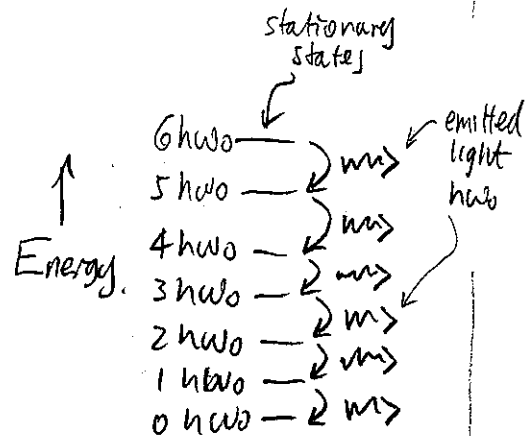 stationary
states
6hω₀
emitted
light
hω₀
5hω₀
4hω₀
Energy.
3hω₀
2hω₀
1hω₀
0hω₀